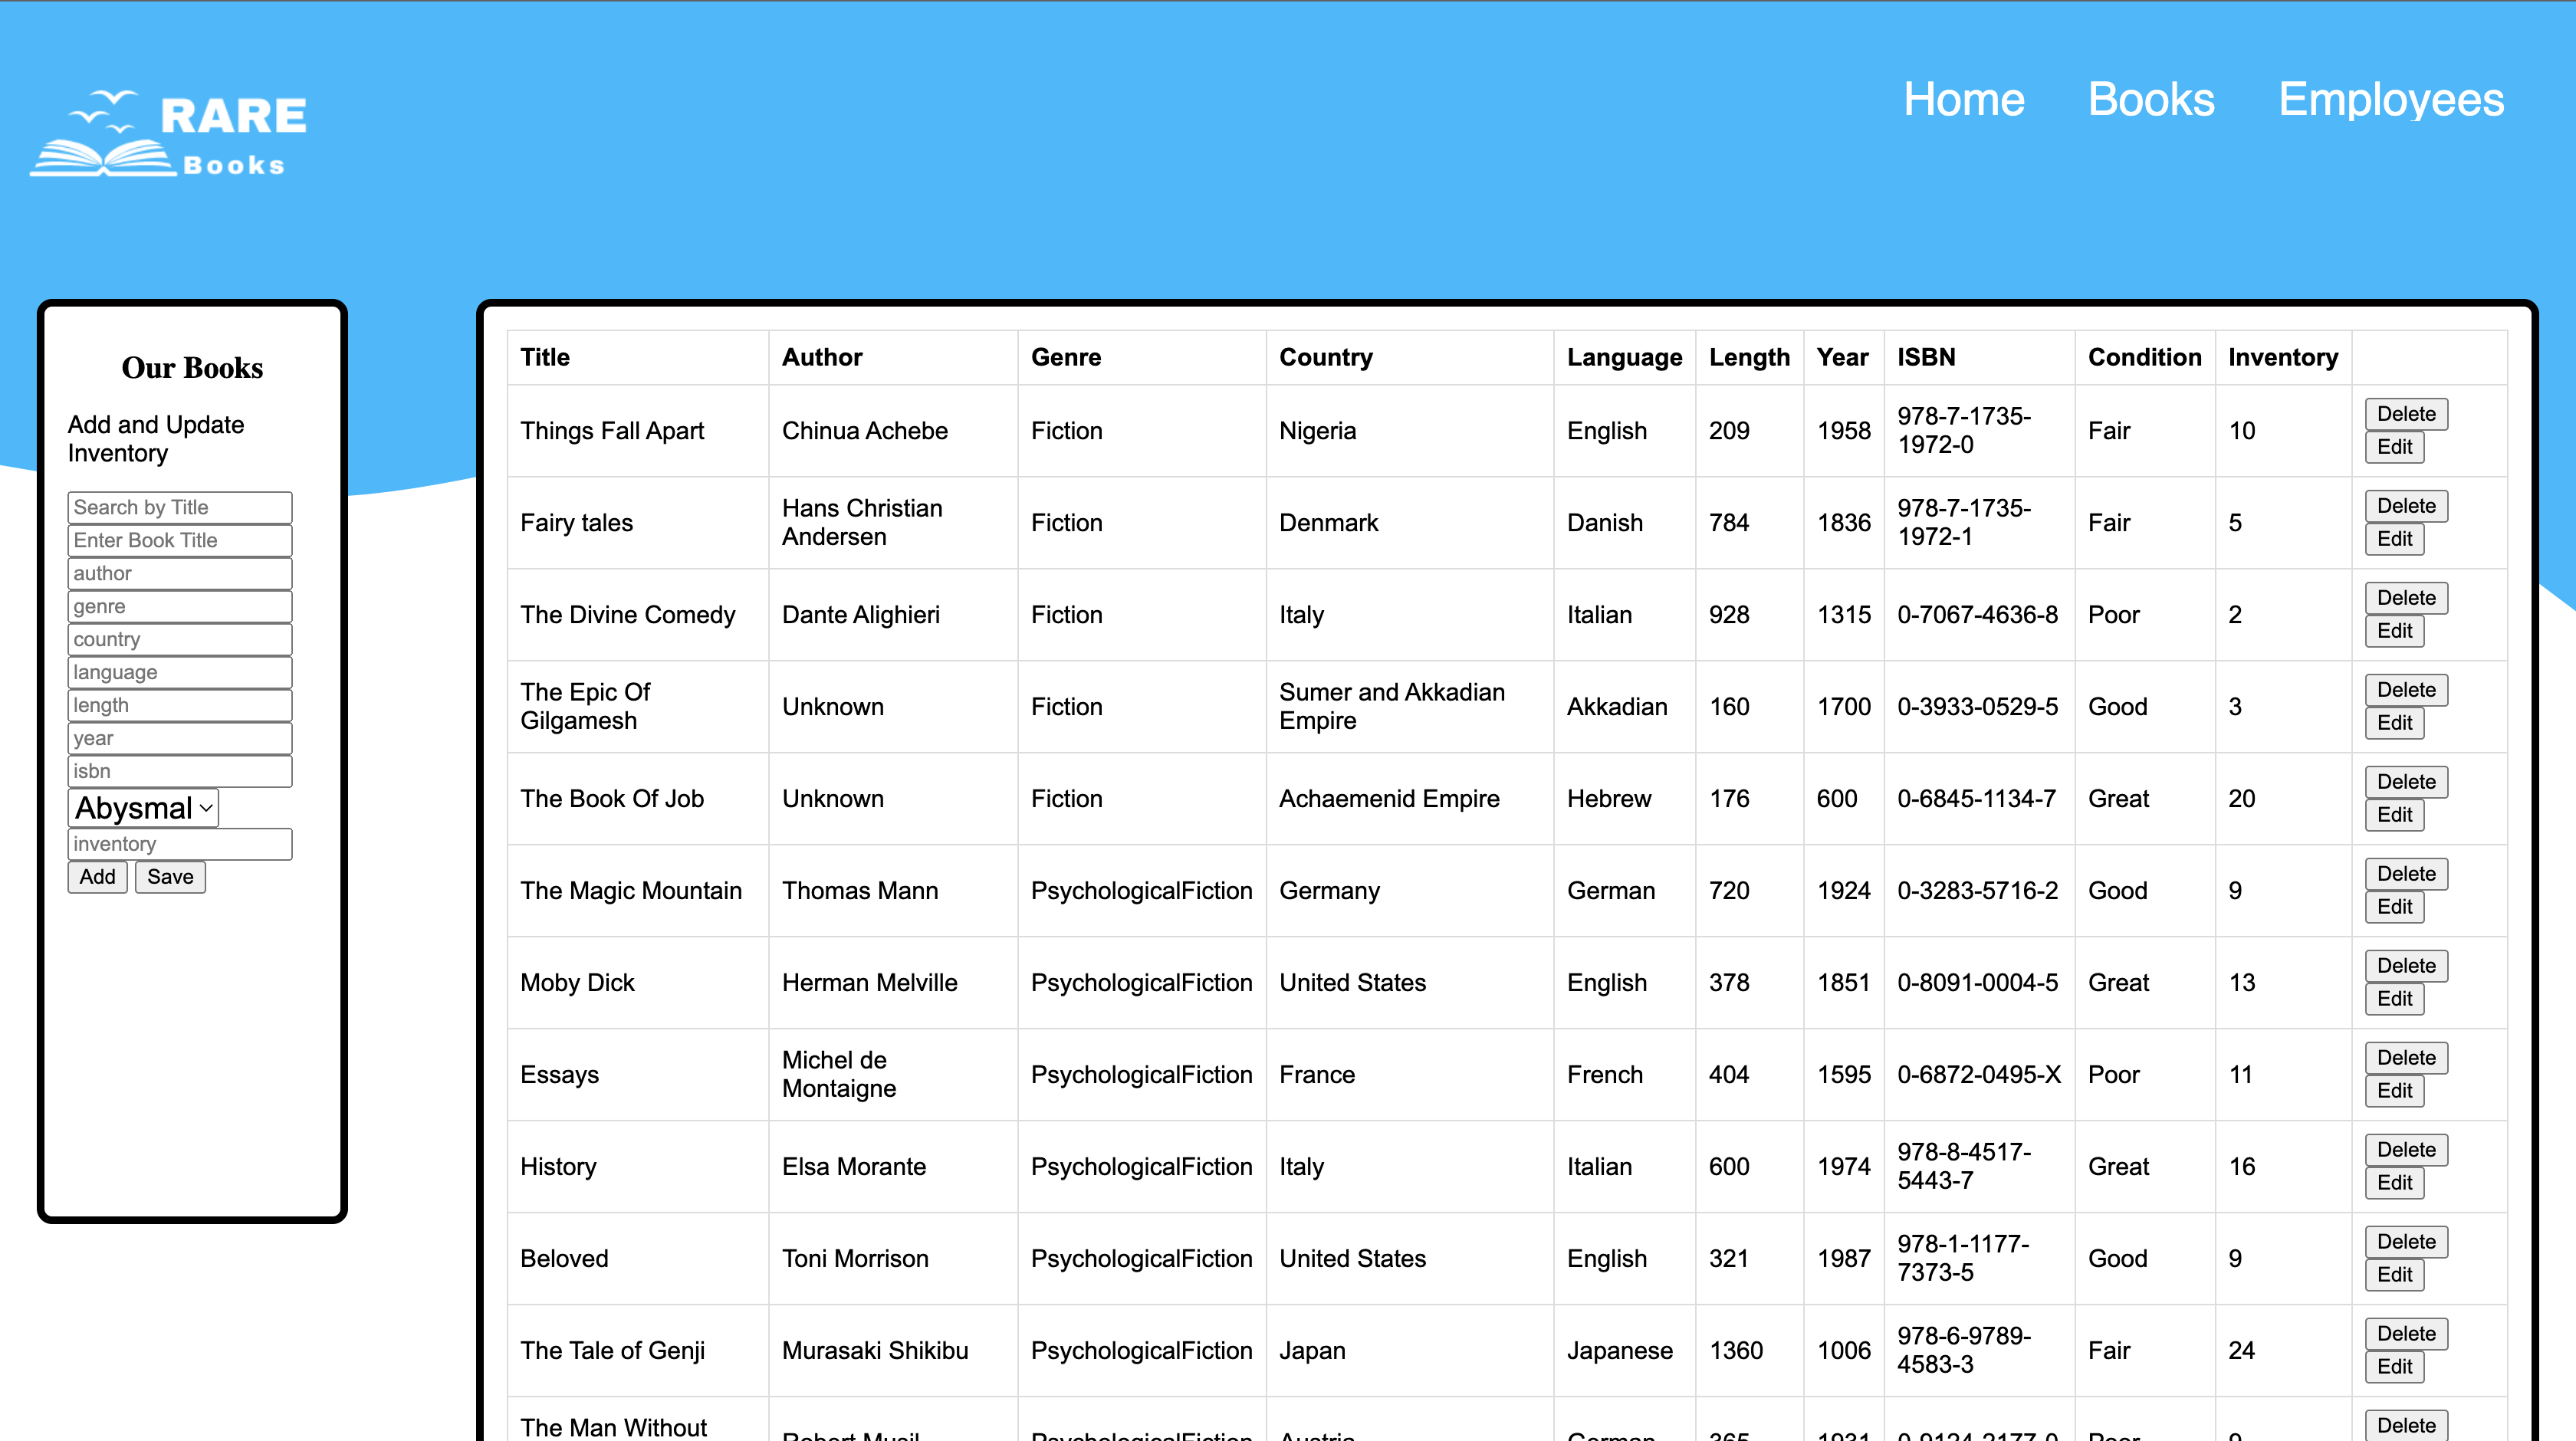 RARE
Books
Home Books Employees
Our Books
Add and Update
Inventory
Search by Title
Enter Book Title
author
genre
country
language
length
year
isbn
Abysmal
inventory
Add Save
Title Author Genre Country Language Length Year ISBN Condition Inventory
Things Fall Apart Chinua Achebe Fiction Nigeria English 209 1958 978-7-1735-
1972-0 Fair 10 Delete
Edit
Fairy tales Hans Christian
Andersen Fiction Denmark Danish 784 1836 978-7-1735-
1972-1 Fair 5 Delete
Edit
The Divine Comedy Dante Alighieri Fiction Italy Italian 928 1315 0-7067-4636-8 Poor 2 Delete
Edit
The Epic Of
Gilgamesh Unknown Fiction Sumer and Akkadian
Empire Akkadian 160 1700 0-3933-0529-5 Good 3 Delete
Edit
The Book Of Job Unknown Fiction Achaemenid Empire Hebrew 176 600 0-6845-1134-7 Great 20 Delete
Edit
The Magic Mountain Thomas Mann PsychologicalFiction Germany German 720 1924 0-3283-5716-2 Good 9 Delete
Edit
Moby Dick Herman Melville PsychologicalFiction United States English 378 1851 0-8091-0004-5 Great 13 Delete
Edit
Essays Michel de
Montaigne PsychologicalFiction France French 404 1595 0-6872-0495-X Poor 11 Delete
Edit
History Elsa Morante PsychologicalFiction Italy Italian 600 1974 978-8-4517-
5443-7 Great 16 Delete
Edit
Beloved Toni Morrison PsychologicalFiction United States English 321 1987 978-1-1177-
7373-5 Good 9 Delete
Edit
The Tale of Genji Murasaki Shikibu PsychologicalFiction Japan Japanese 1360 1006 978-6-9789-
4583-3 Fair 24 Delete
Edit
The Man Without
Robert Musil PsychologicalFiction Austria German 365 1931 Poor Delete